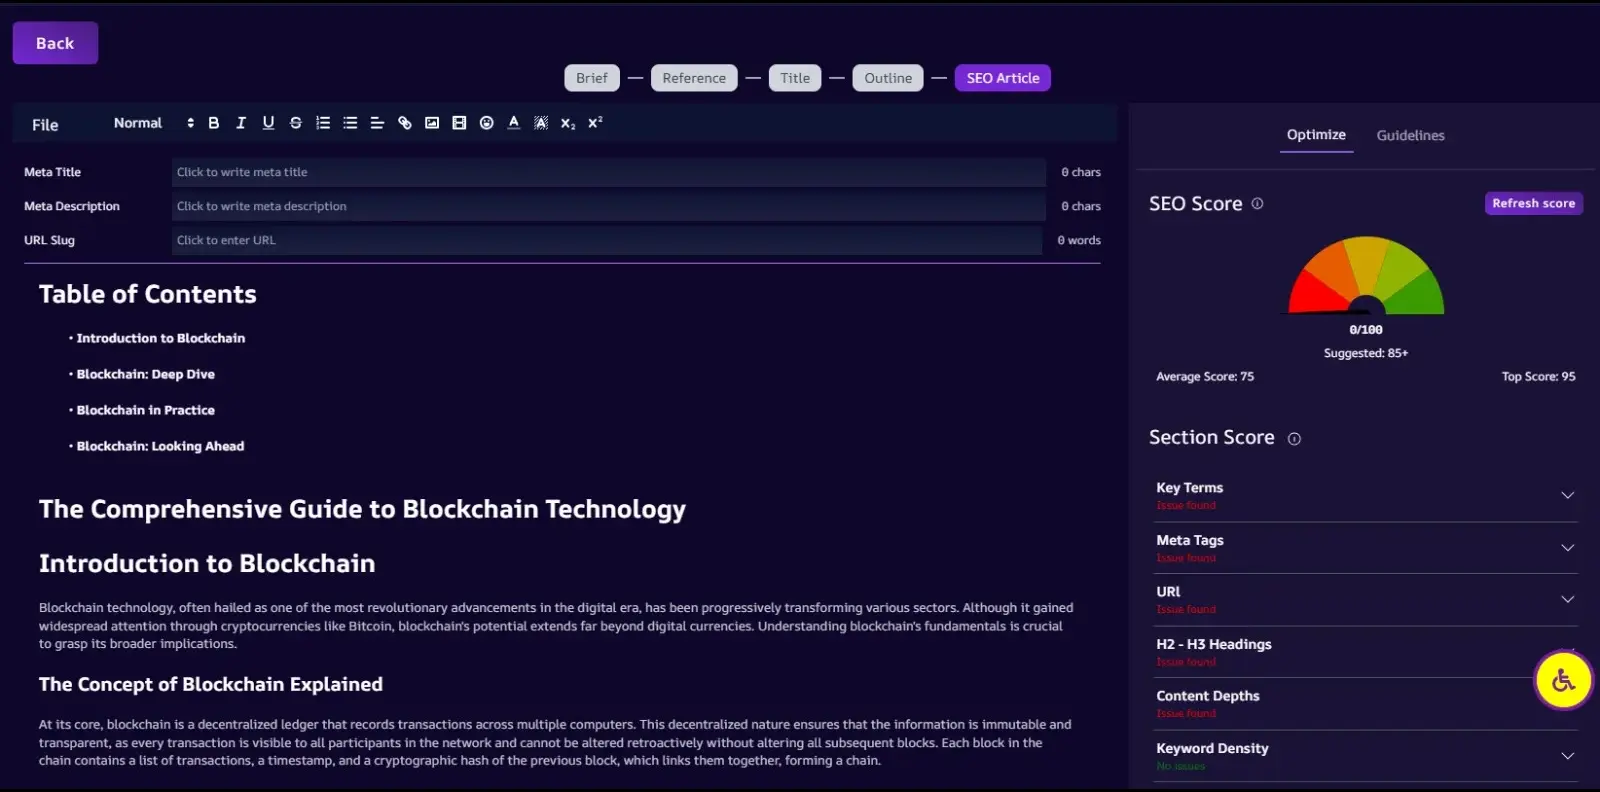 Back
Brief
Reference
Title
Outline
SEO Article
File
Normal
Meta Title
Click to write meta title
0 chars
Meta Description
Click to write meta description
0 chars
URL Slug
Click to enter URL
0 words
Table of Contents
• Introduction to Blockchain
• Blockchain: Deep Dive
• Blockchain in Practice
• Blockchain: Looking Ahead
The Comprehensive Guide to Blockchain Technology
Introduction to Blockchain
Blockchain technology, often hailed as one of the most revolutionary advancements in the digital era, has been progressively transforming various sectors. Although it gained
widespread attention through cryptocurrencies like Bitcoin, blockchain's potential extends far beyond digital currencies. Understanding blockchain's fundamentals is crucial
to grasp its broader implications.
The Concept of Blockchain Explained
At its core, blockchain is a decentralized ledger that records transactions across multiple computers. This decentralized nature ensures that the information is immutable and
transparent, as every transaction is visible to all participants in the network and cannot be altered retroactively without altering all subsequent blocks. Each block in the
chain contains a list of transactions, a timestamp, and a cryptographic hash of the previous block, which links them together, forming a chain.
Optimize
Guidelines
SEO Score
Refresh score
0/100
Suggested: 85+
Average Score: 75
Top Score: 95
Section Score
Key Terms
Issue found
Meta Tags
Issue found
URl
Issue found
H2 - H3 Headings
Issue found
Content Depths
Issue found
Keyword Density
No issues